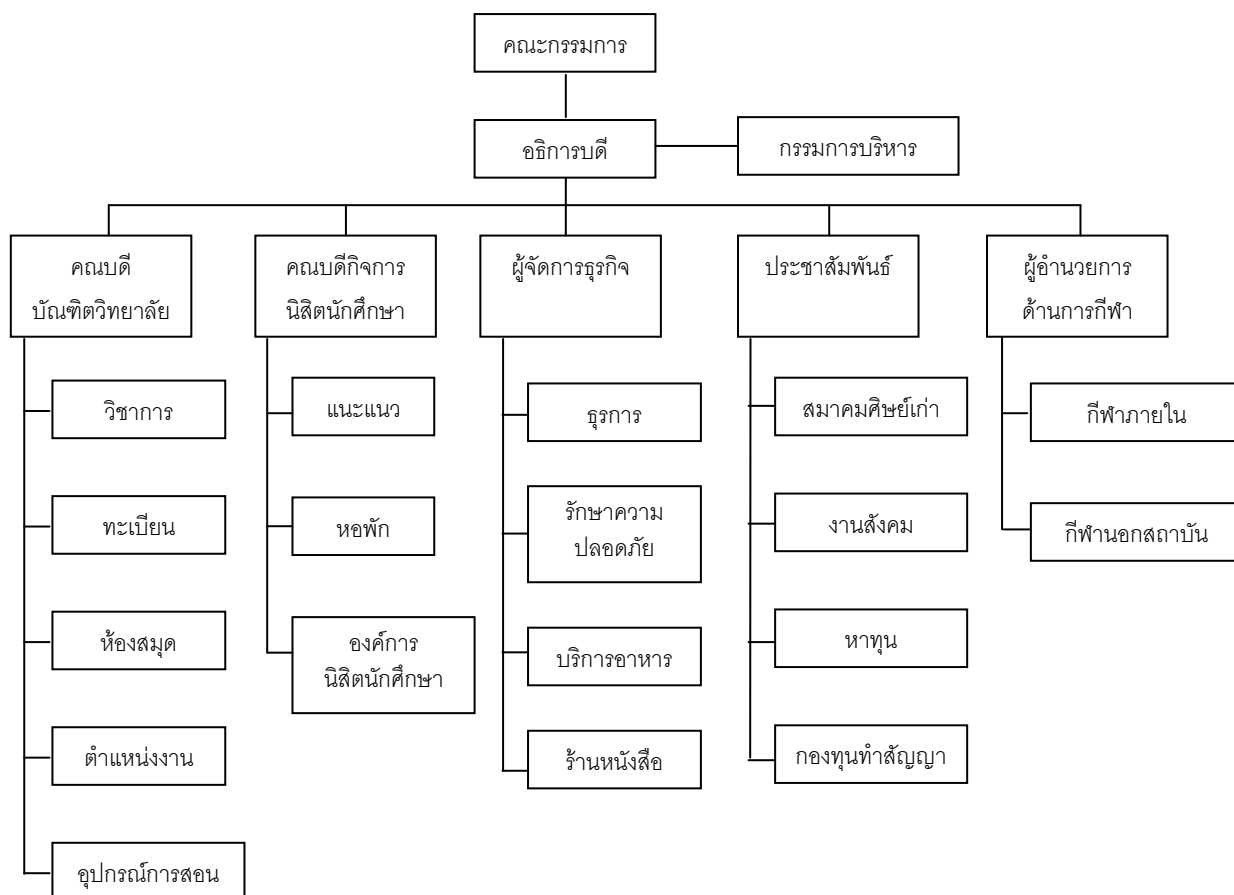 คณะกรรมการ
อธิการบดี
กรรมการบริหาร
คณบดี
บัณฑิตวิทยาลัย
คณบดีกิจการ
นิสิตนักศึกษา
ผู้จัดการธุรกิจ
ประชาสัมพันธ์
ผู้อำนวยการ
ด้านการกีฬา
วิชาการ
ทะเบียน
ห้องสมุด
ตำแหน่งงาน
อุปกรณ์การสอน
แนะแนว
หอพัก
องค์การ
นิสิตนักศึกษา
ธุรการ
รักษาความ
ปลอดภัย
บริการอาหาร
ร้านหนังสือ
สมาคมศิษย์เก่า
งานสังคม
หาทุน
กองทุนทำสัญญา
กีฬาภายใน
กีฬานอกสถาบัน